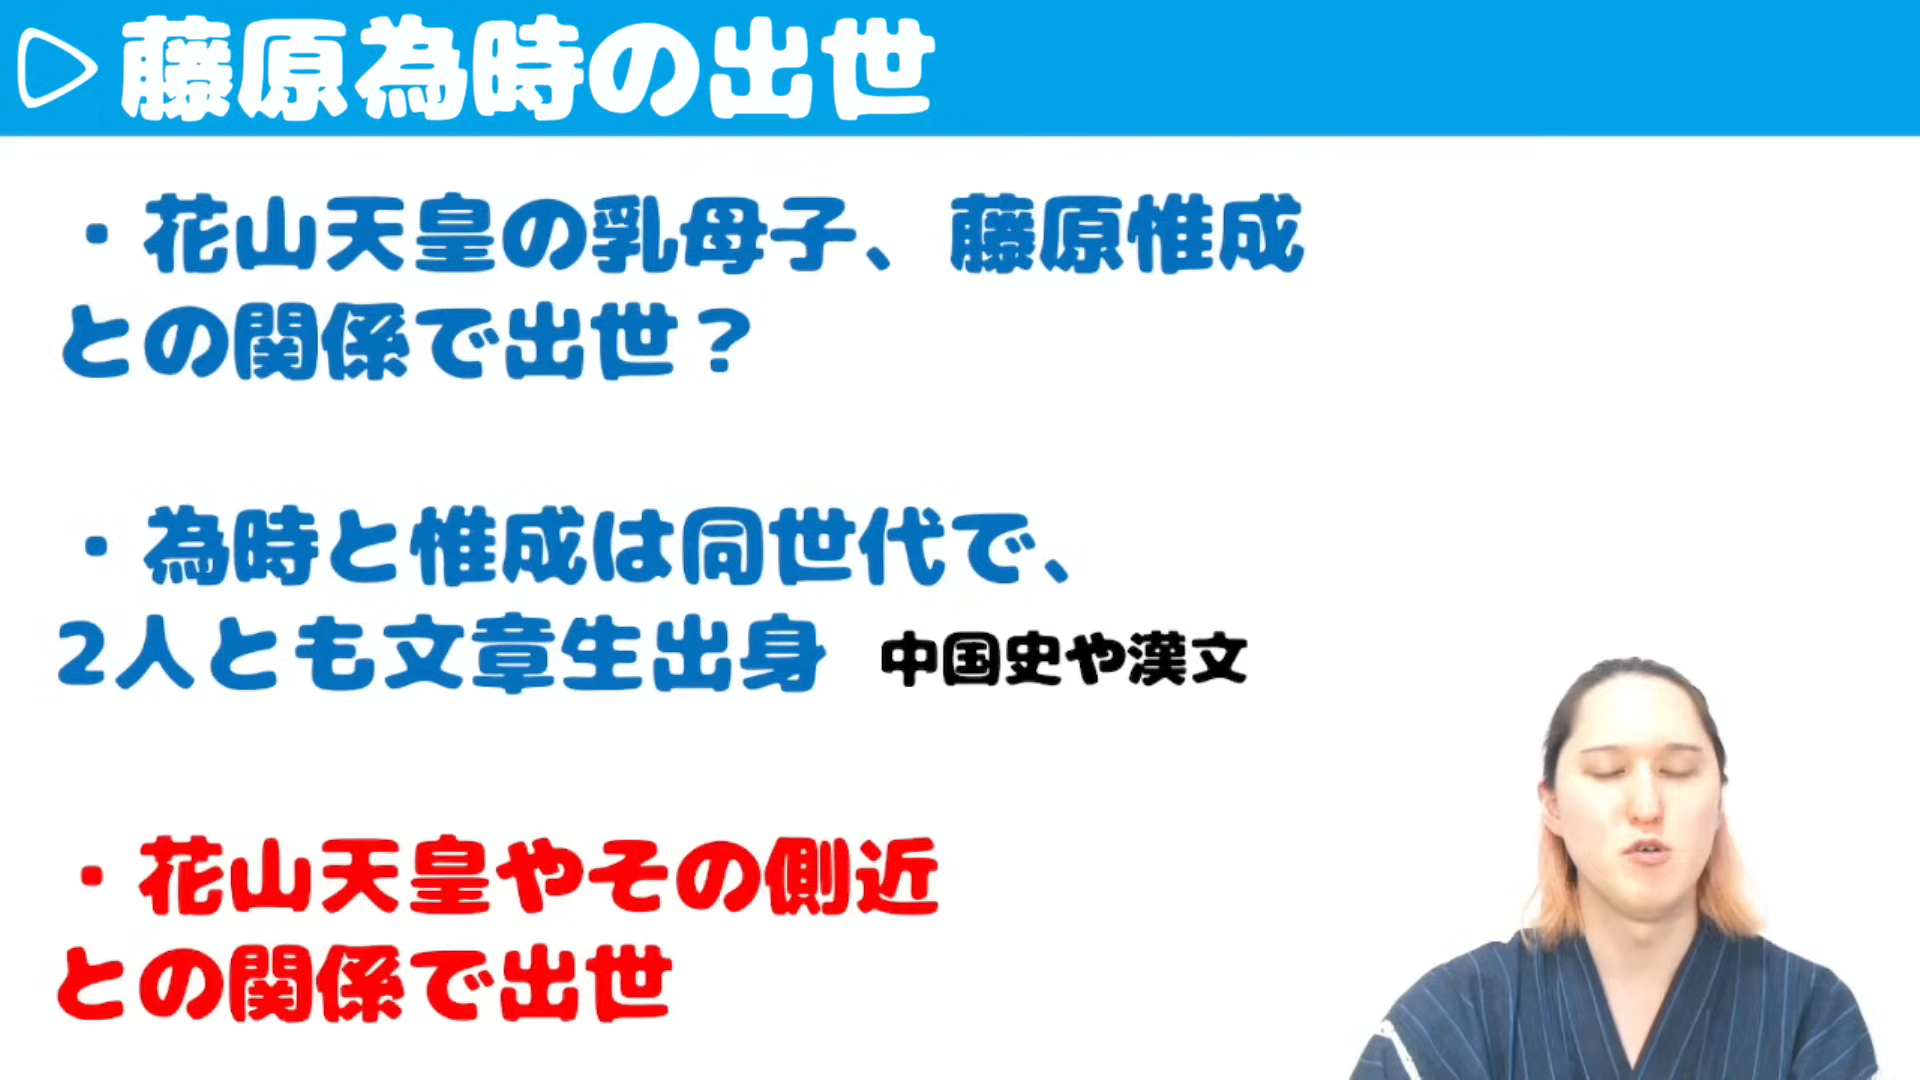 藤原為時の出世
・花山天皇の乳母子、藤原惟成
との関係で出世？
・為時と惟成は同世代で、
2人とも文章生出身 中国史や漢文
・花山天皇やその側近
との関係で出世